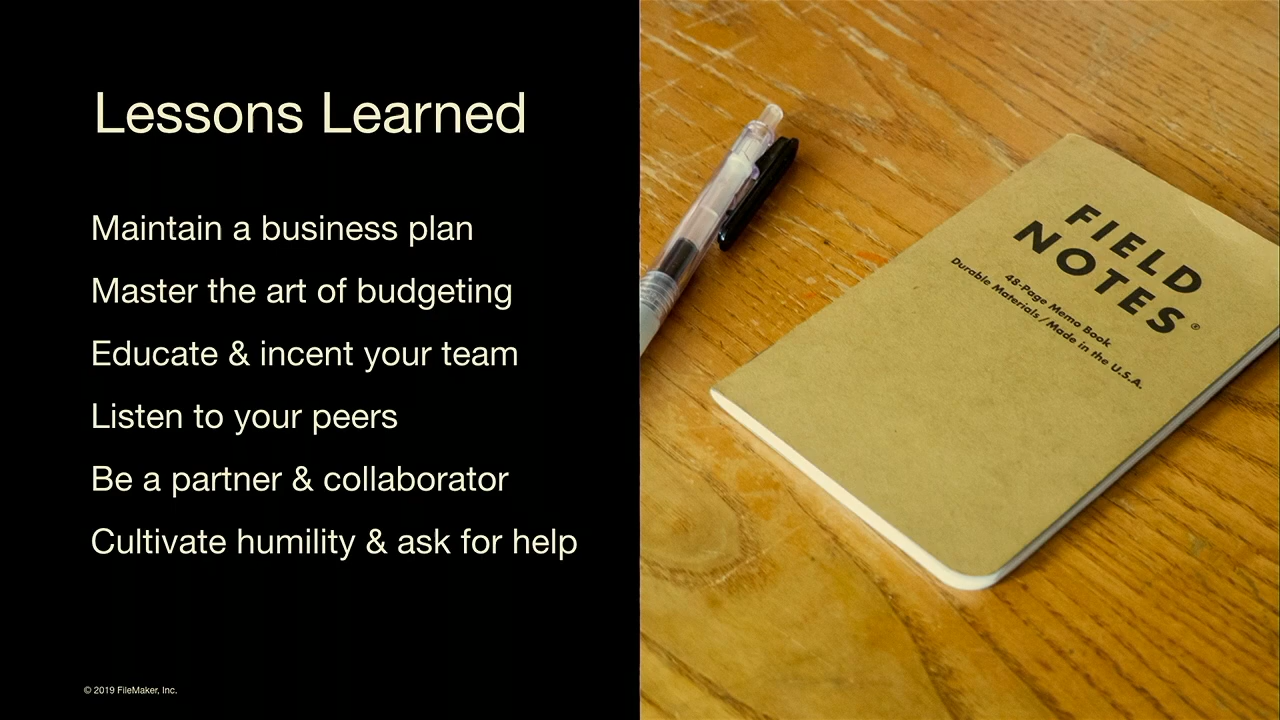 Lessons Learned
Maintain a business plan
Master the art of budgeting
Educate & incent your team
Listen to your peers
Be a partner & collaborator
Cultivate humility & ask for help
© 2019 FileMaker, Inc.
FIELD
NOTES®
48-Page Memo Book
Durable Materials / Made in the U.S.A.